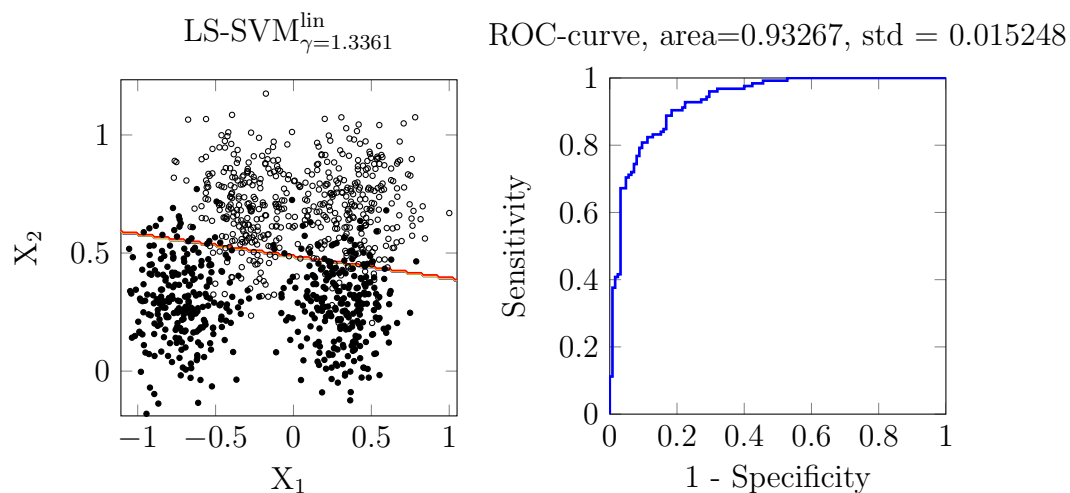 LS-SVM^lin_γ=1.3361
1
0.5
0
X2
−1 −0.5 0 0.5 1
X1
ROC-curve, area=0.93267, std = 0.015248
1
0.8
0.6
0.4
0.2
0
Sensitivity
0 0.2 0.4 0.6 0.8 1
1 - Specificity